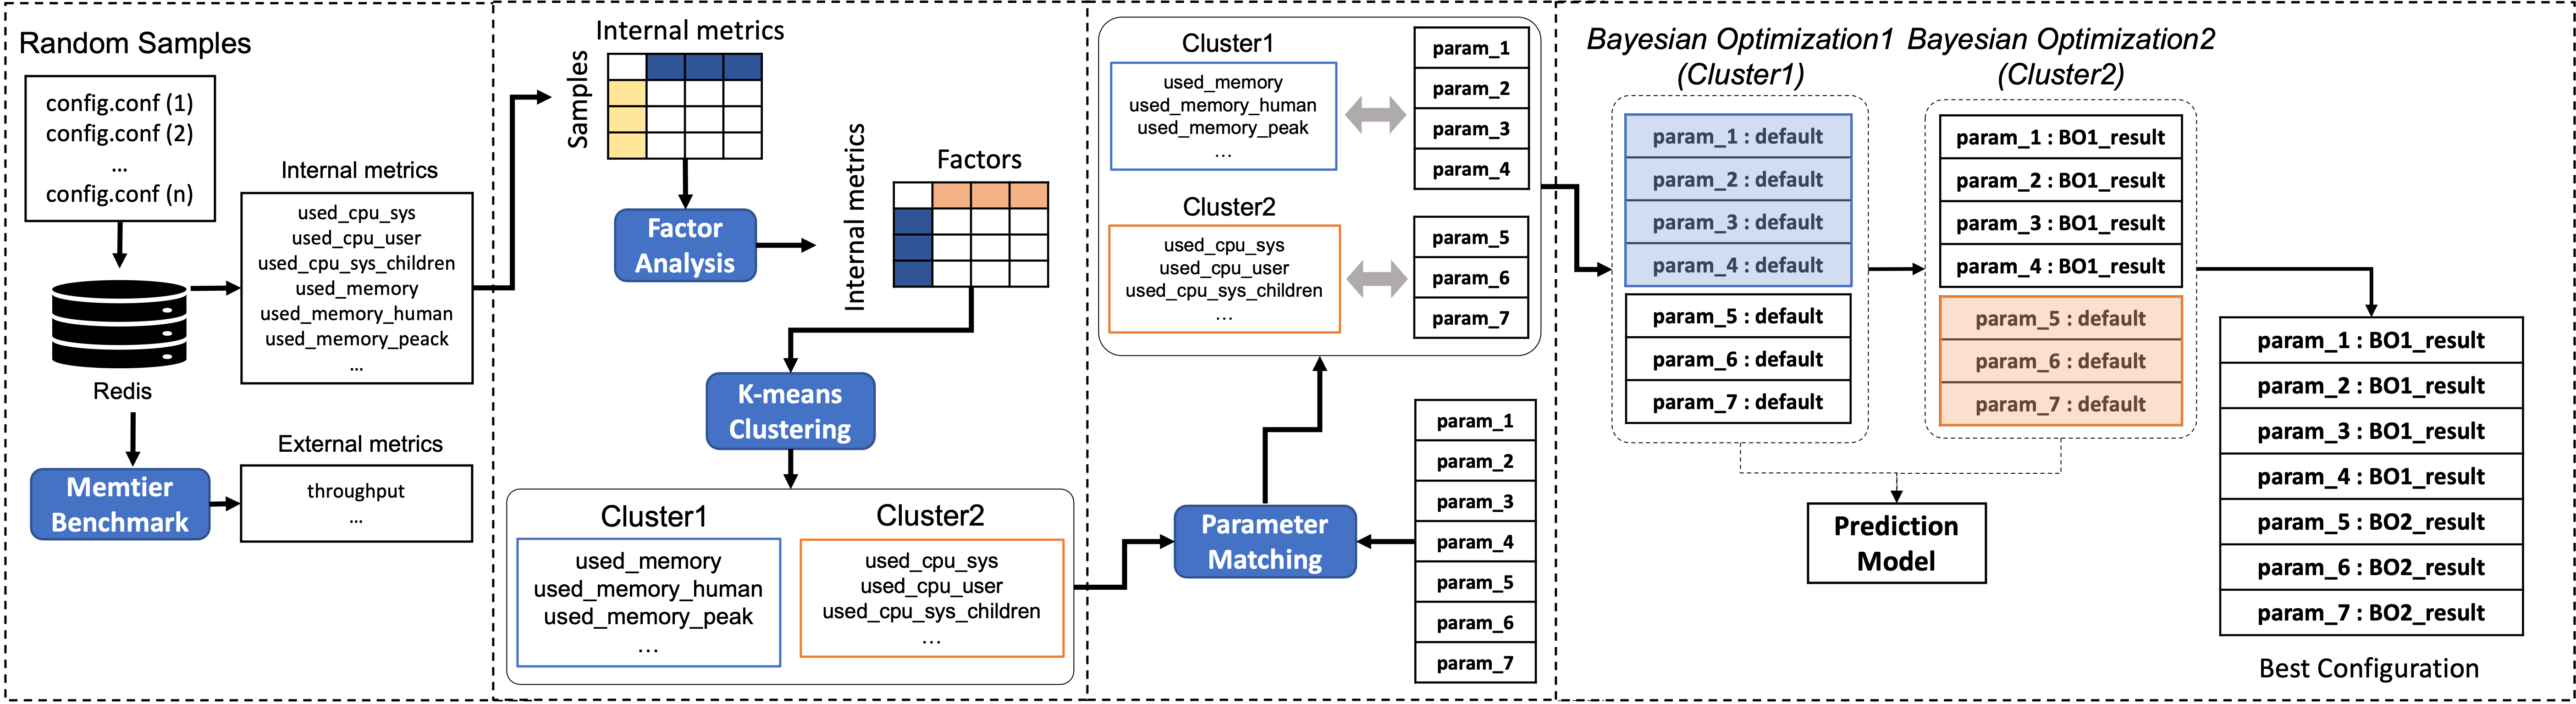 Random Samples
config.conf (1)
config.conf (2)
...
config.conf (n)
Redis
Memtier
Benchmark
Internal metrics
used_cpu_sys
used_cpu_user
used_cpu_sys_children
used_memory
used_memory_human
used_memory_peack
...
External metrics
throughput
...
Internal metrics
Samples
Factor
Analysis
Factors
Internal metrics
K-means
Clustering
Cluster1
used_memory
used_memory_human
used_memory_peak
...
Cluster2
used_cpu_sys
used_cpu_user
used_cpu_sys_children
...
Cluster1
used_memory
used_memory_human
used_memory_peak
...
param_1
param_2
param_3
param_4
Cluster2
used_cpu_sys
used_cpu_user
used_cpu_sys_children
...
param_5
param_6
param_7
Parameter
Matching
param_1
param_2
param_3
param_4
param_5
param_6
param_7
Bayesian Optimization1
(Cluster1)
param_1 : default
param_2 : default
param_3 : default
param_4 : default
param_5 : default
param_6 : default
param_7 : default
Bayesian Optimization2
(Cluster2)
param_1 : BO1_result
param_2 : BO1_result
param_3 : BO1_result
param_4 : BO1_result
param_5 : default
param_6 : default
param_7 : default
Prediction
Model
param_1 : BO1_result
param_2 : BO1_result
param_3 : BO1_result
param_4 : BO1_result
param_5 : BO2_result
param_6 : BO2_result
param_7 : BO2_result
Best Configuration